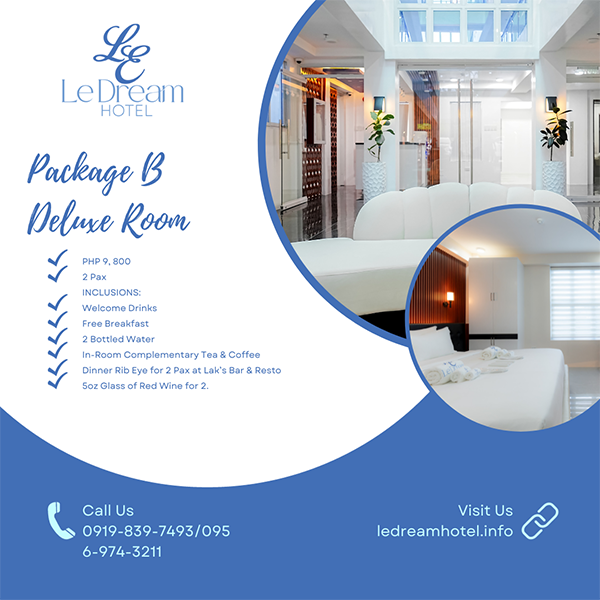 LE
Le Dream
HOTEL
Package B
Deluxe Room
PHP 9, 800
2 Pax
INCLUSIONS:
Welcome Drinks
Free Breakfast
2 Bottled Water
In-Room Complementary Tea & Coffee
Dinner Rib Eye for 2 Pax at Lak's Bar & Resto
5oz Glass of Red Wine for 2.
Call Us
0919-839-7493/095
6-974-3211
Visit Us
ledreamhotel.info